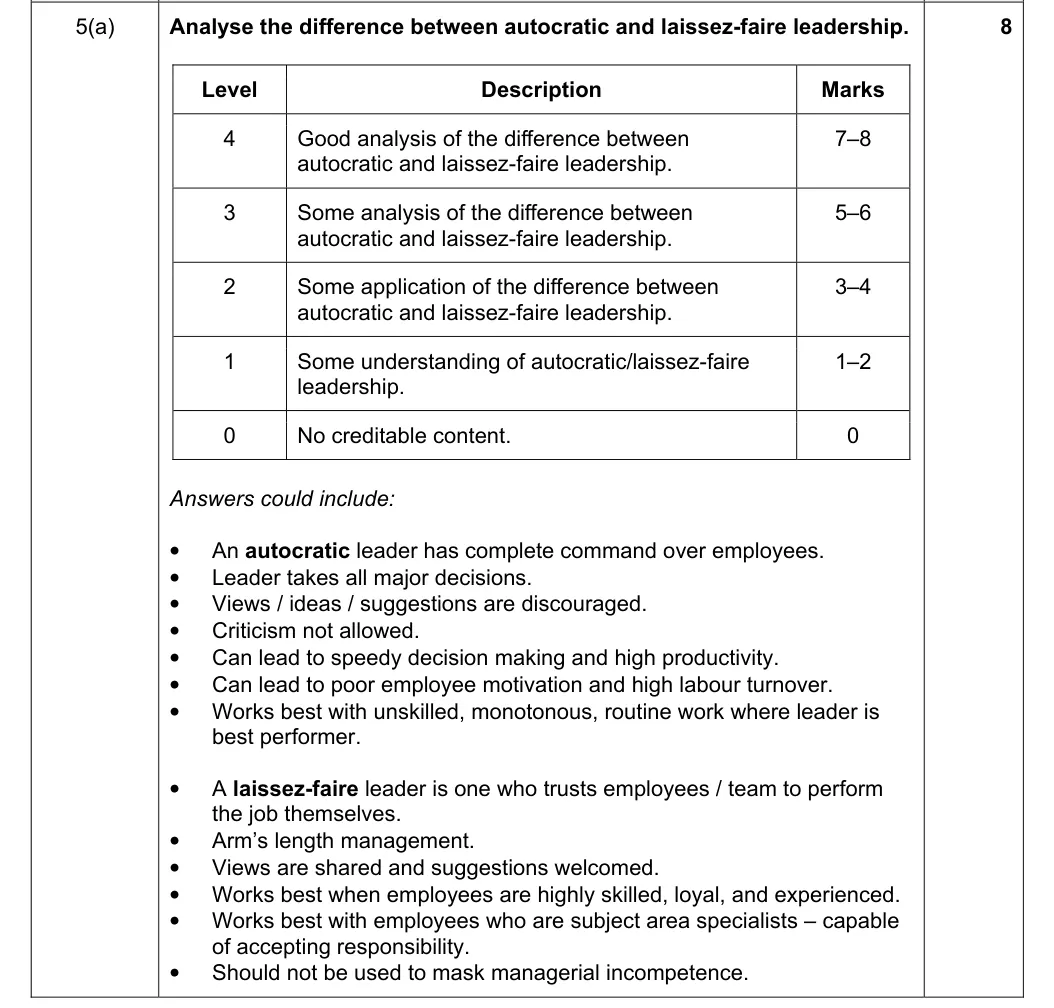 5(a) Analyse the difference between autocratic and laissez-faire leadership. 8
Level Description Marks
4 Good analysis of the difference between 7–8
autocratic and laissez-faire leadership.
3 Some analysis of the difference between 5–6
autocratic and laissez-faire leadership.
2 Some application of the difference between 3–4
autocratic and laissez-faire leadership.
1 Some understanding of autocratic/laissez-faire 1–2
leadership.
0 No creditable content. 0
Answers could include:
• An autocratic leader has complete command over employees.
• Leader takes all major decisions.
• Views / ideas / suggestions are discouraged.
• Criticism not allowed.
• Can lead to speedy decision making and high productivity.
• Can lead to poor employee motivation and high labour turnover.
• Works best with unskilled, monotonous, routine work where leader is
best performer.
• A laissez-faire leader is one who trusts employees / team to perform
the job themselves.
• Arm’s length management.
• Views are shared and suggestions welcomed.
• Works best when employees are highly skilled, loyal, and experienced.
• Works best with employees who are subject area specialists – capable
of accepting responsibility.
• Should not be used to mask managerial incompetence.